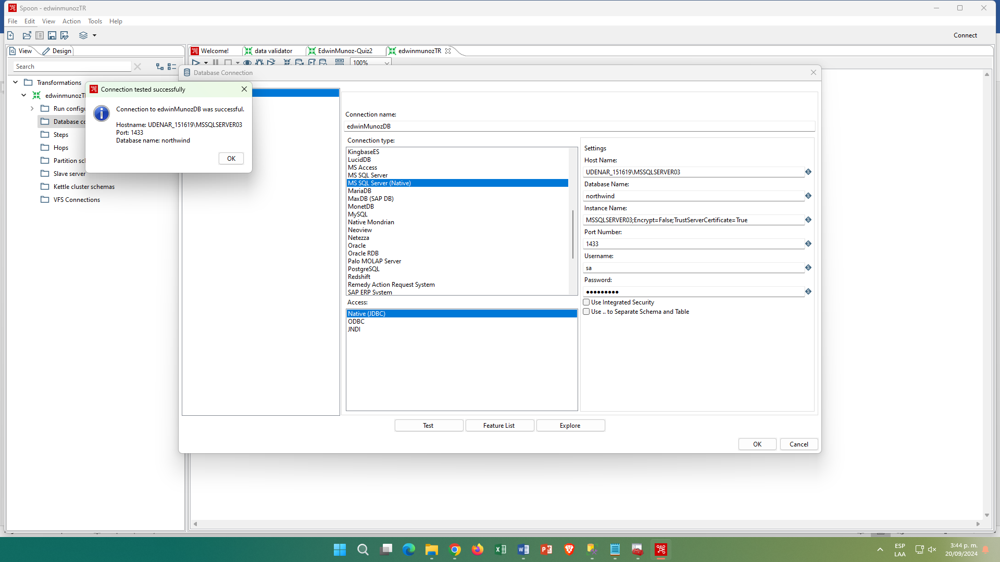 Spoon - edwinmunozTR
File Edit View Action Tools Help
Connect
View Design
Welcome! data validator EdwinMunoz-Quiz2 edwinmunozTR
100%
Search
Transformations
edwinmunozT
Run configu
Database co
Steps
Hops
Partition sc
Slave server
Kettle cluster schemas
VFS Connections
Connection tested successfully
Connection to edwinMunozDB was successful.
Hostname: UDENAR_151619\MSSQLSERVER03
Port: 1433
Database name: northwind
OK
Database Connection
Connection name:
edwinMunozDB
Connection type:
KingbaseES
LucidDB
MS Access
MS SQL Server
MS SQL Server (Native)
MariaDB
MaxDB (SAP DB)
MonetDB
MySQL
Native Mondrian
Neoview
Netezza
Oracle
Oracle RDB
Palo MOLAP Server
PostgreSQL
Redshift
Remedy Action Request System
SAP ERP System
Access:
Native (JDBC)
ODBC
JNDI
Settings
Host Name:
UDENAR_151619\MSSQLSERVER03
Database Name:
northwind
Instance Name:
MSSQLSERVER03;Encrypt=False;TrustServerCertificate=True
Port Number:
1433
Username:
sa
Password:
•••••••••
Use Integrated Security
Use .. to Separate Schema and Table
Test Feature List Explore
OK Cancel
ESP
LAA
3:44 p. m.
20/09/2024